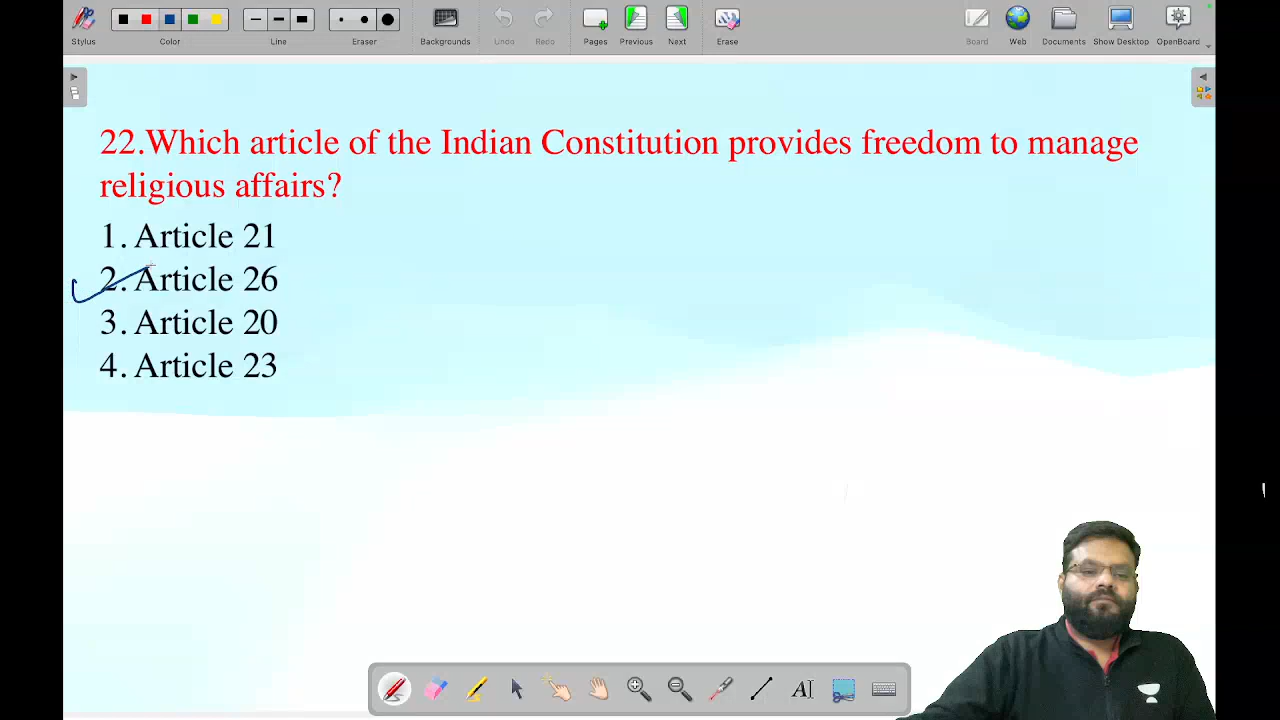 Stylus
Color
Line
Eraser
Backgrounds
Undo
Redo
Pages
Previous
Next
Erase
Board
Web
Documents
Show Desktop
OpenBoard
22.Which article of the Indian Constitution provides freedom to manage
religious affairs?
1. Article 21
2. Article 26
3. Article 20
4. Article 23